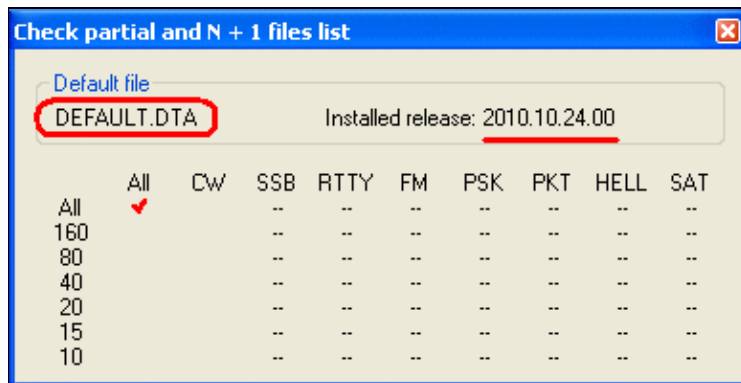 Check partial and N + 1 files list
Default file
DEFAULT.DTA Installed release: 2010.10.24.00
All CW SSB RTTY FM PSK PKT HELL SAT
All -- -- -- -- -- -- --
160 -- -- -- -- -- -- --
80 -- -- -- -- -- -- --
40 -- -- -- -- -- -- --
20 -- -- -- -- -- -- --
15 -- -- -- -- -- -- --
10 -- -- -- -- -- -- --